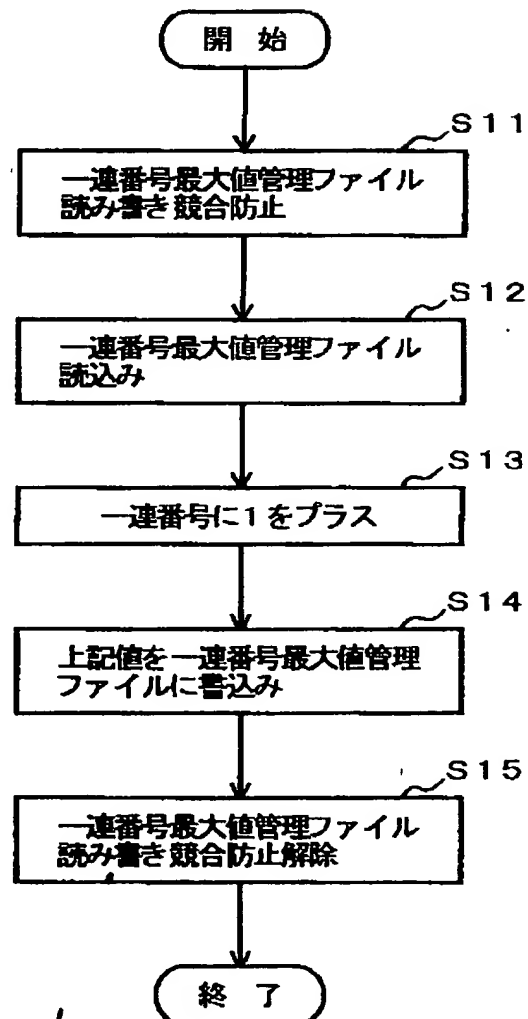 開 始
S11
一連番号最大値管理ファイル
読み書き競合防止
S12
一連番号最大値管理ファイル
読込み
S13
一連番号に1をプラス
S14
上記値を一連番号最大値管理
ファイルに書込み
S15
一連番号最大値管理ファイル
読み書き競合防止解除
終 了